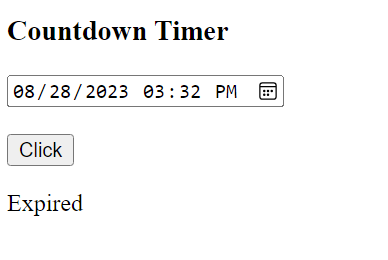 Countdown Timer
08/28/2023 03:32 PM
Click
Expired